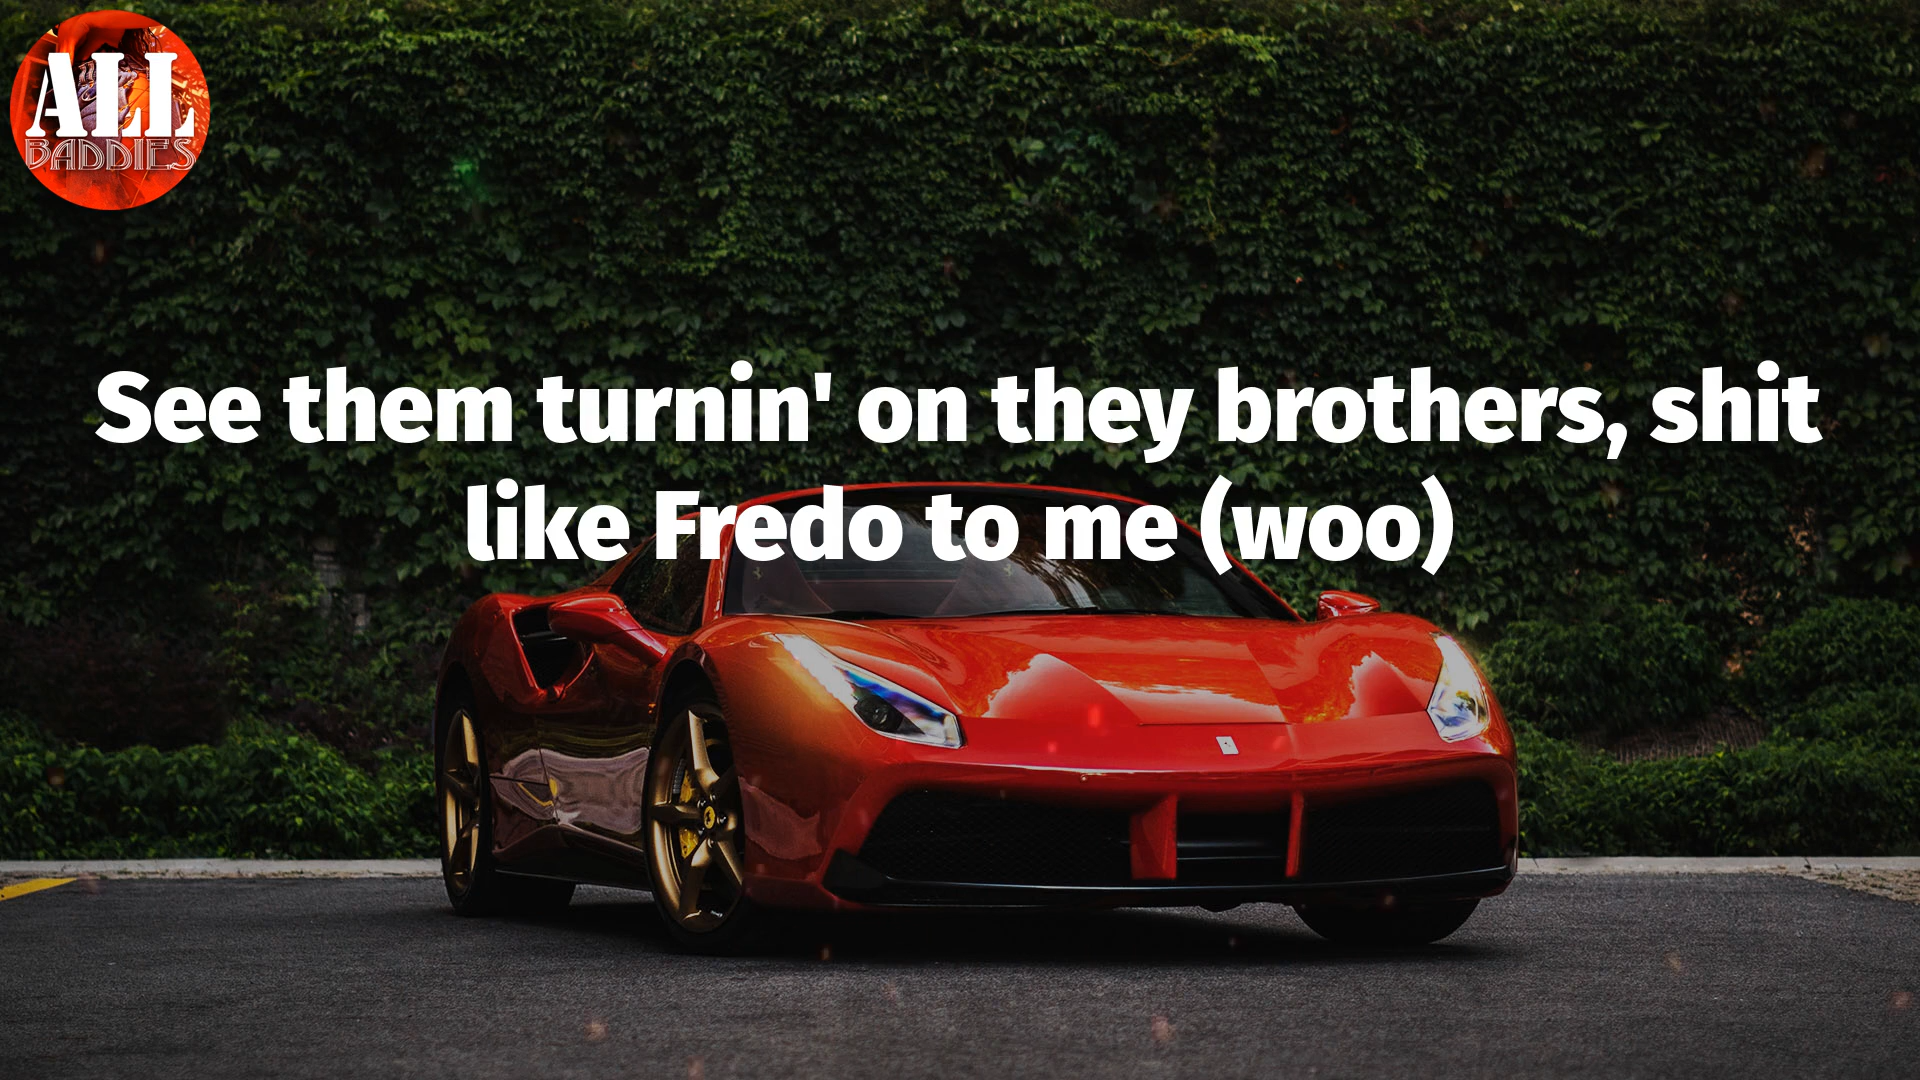 ALL
BADDIES
See them turnin' on they brothers, shit
like Fredo to me (woo)